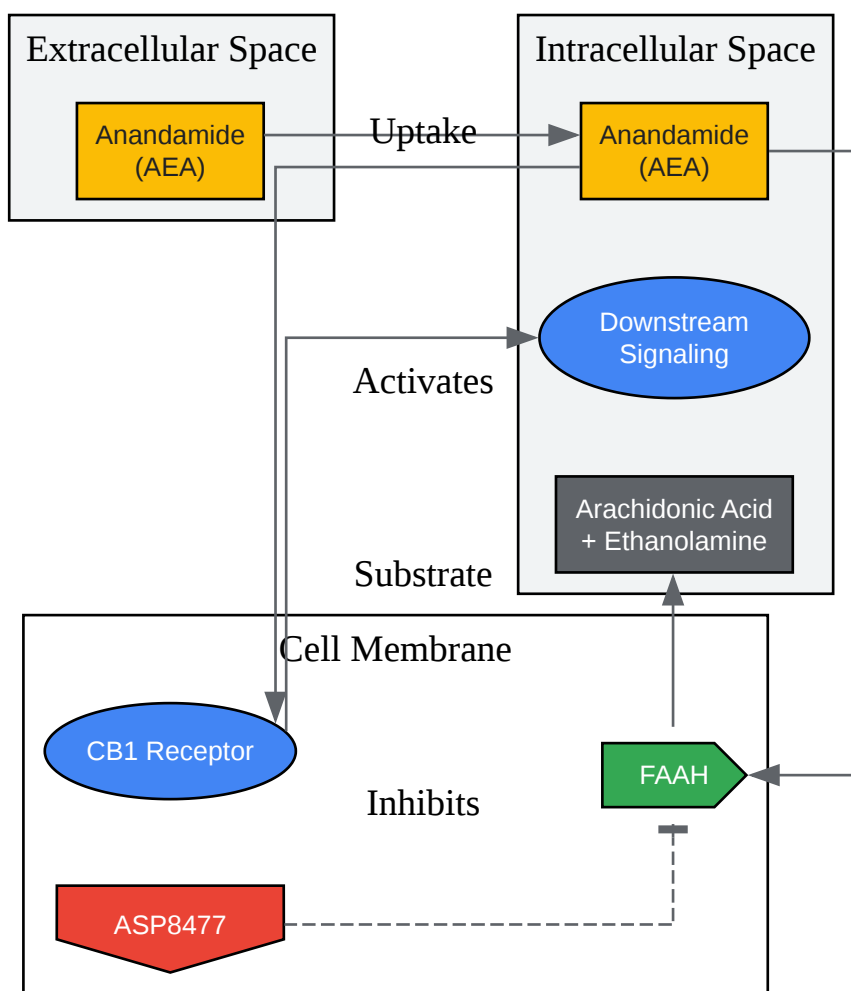 Extracellular Space
Intracellular Space
Anandamide
(AEA)
Uptake
Anandamide
(AEA)
Downstream
Signaling
Activates
Arachidonic Acid
+ Ethanolamine
Substrate
Cell Membrane
CB1 Receptor
FAAH
Inhibits
ASP8477